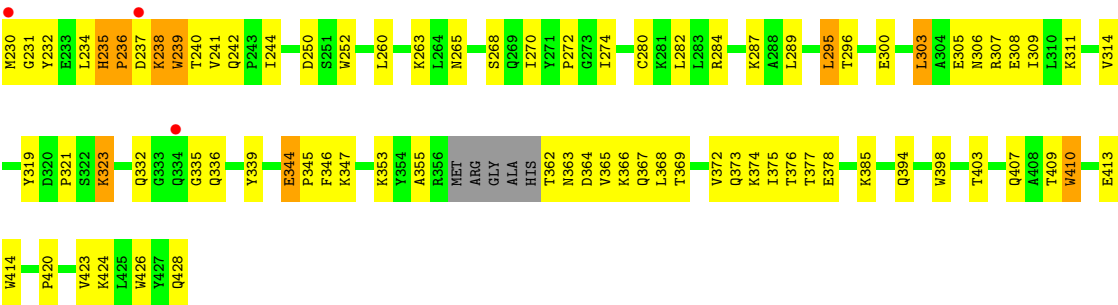 M230 G231 Y232 E233 L234 H235 P236 D237 K238 W239 T240 V241 Q242 P243 I244 D250 S251 W252 L260 K263 L264 N265 S268 Q269 I270 Y271 P272 G273 I274 C280 K281 L282 L283 R284 K287 A288 L289 L295 T296 E300 L303 A304 E305 N306 R307 E308 I309 L310 K311 V314
Y319 D320 P321 S322 K323 Q332 G333 Q334 G335 Q336 Y339 E344 P345 F346 K347 K353 Y354 A355 R356 MET ARG GLY ALA HIS T362 N363 D364 V365 K366 Q367 L368 T369 V372 Q373 K374 I375 T376 T377 E378 K385 Q394 W398 T403 Q407 A408 T409 W410 E413
W414 P420 V423 K424 L425 W426 Y427 Q428